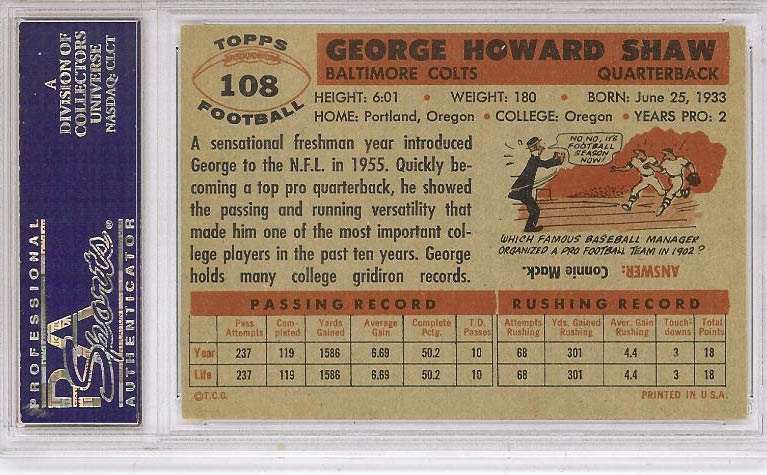 A
DIVISION OF
COLLECTORS
UNIVERSE
NASDAQ: CLCT
PROFESSIONAL
PSA
Sports®
AUTHENTICATOR
TOPPS
108
FOOTBALL
GEORGE HOWARD SHAW
BALTIMORE COLTS QUARTERBACK
HEIGHT: 6:01 • WEIGHT: 180 • BORN: June 25, 1933
HOME: Portland, Oregon • COLLEGE: Oregon • YEARS PRO: 2
A sensational freshman year introduced
George to the N.F.L. in 1955. Quickly be-
coming a top pro quarterback, he showed
the passing and running versatility that
made him one of the most important col-
lege players in the past ten years. George
holds many college gridiron records.
NO NO, IT'S
FOOTBALL
SEASON
NOW!
WHICH FAMOUS BASEBALL MANAGER
ORGANIZED A PRO FOOTBALL TEAM IN 1902?
ANSWER: Connie Mack.
PASSING RECORD RUSHING RECORD
Pass. Attempts Com-pleted Yards Gained Average Gain Complete Pctg. T.D. Passes Attempts Rushing Yds. Gained Rushing Aver. Gain Rushing Touch-downs Total Points
Year 237 119 1586 6.69 50.2 10 68 301 4.4 3 18
Life 237 119 1586 6.69 50.2 10 68 301 4.4 3 18
©T.C.G. PRINTED IN U.S.A.